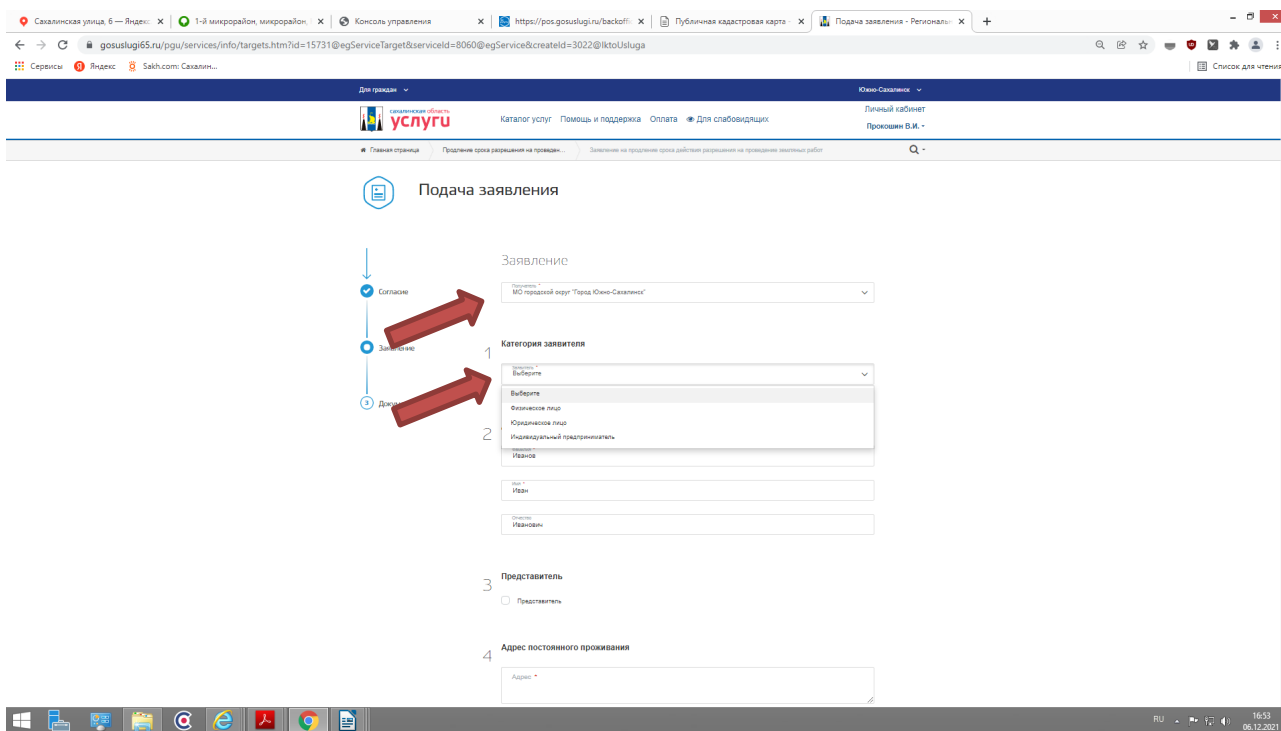 Сахалинская улица, 6 — Яндекс
1-й микрорайон, микрорайон,
Консоль управления
https://pos.gosuslugi.ru/backoffic
Публичная кадастровая карта -
Подача заявления - Региональн
gosuslugi65.ru/pgu/services/info/targets.htm?id=15731@egServiceTarget&serviceId=8060@egService&createId=3022@IktoUsluga
Сервисы Яндекс Sakh.com: Сахалин...
Список для чтения
Для граждан
Южно-Сахалинск
сахалинская область
услуги
Каталог услуг Помощь и поддержка Оплата Для слабовидящих
Личный кабинет
Прокошин В.И.
Главная страница
Продление срока разрешения на проведен...
Заявление на продление срока действия разрешения на проведение земляных работ
Подача заявления
Согласие
Заявление
3
Заявление
Получатель *
МО городской округ "Город Южно-Сахалинск"
1 Категория заявителя
Заявитель *
Выберите
Выберите
Физическое лицо
Юридическое лицо
Индивидуальный предприниматель
2
Фамилия *
Иванов
Имя *
Иван
Отчество
Иванович
3 Представитель
Представитель
4 Адрес постоянного проживания
Адрес *
RU
16:53
06.12.2021